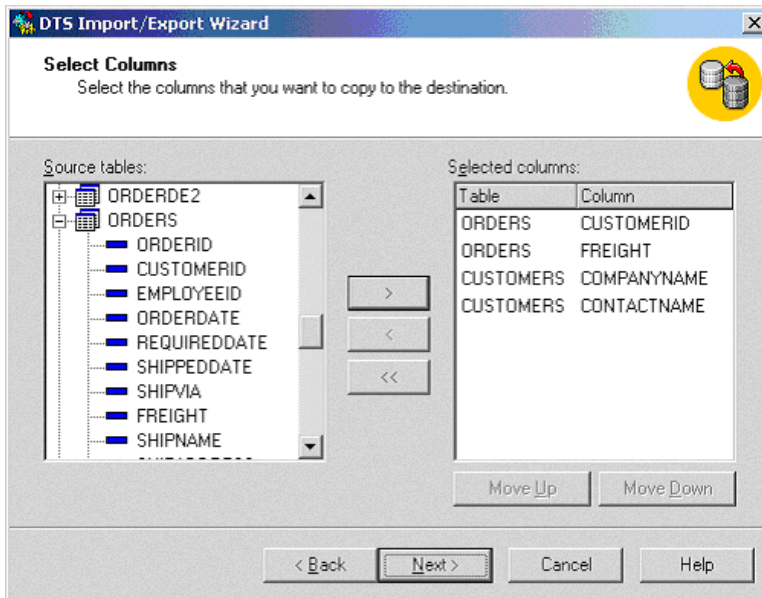 DTS Import/Export Wizard
Select Columns
Select the columns that you want to copy to the destination.
Source tables:
ORDERDE2
ORDERS
ORDERID
CUSTOMERID
EMPLOYEEID
ORDERDATE
REQUIREDDATE
SHIPPEDDATE
SHIPVIA
FREIGHT
SHIPNAME
>
<
<<
Selected columns:
Table Column
ORDERS CUSTOMERID
ORDERS FREIGHT
CUSTOMERS COMPANYNAME
CUSTOMERS CONTACTNAME
Move Up Move Down
< Back Next > Cancel Help